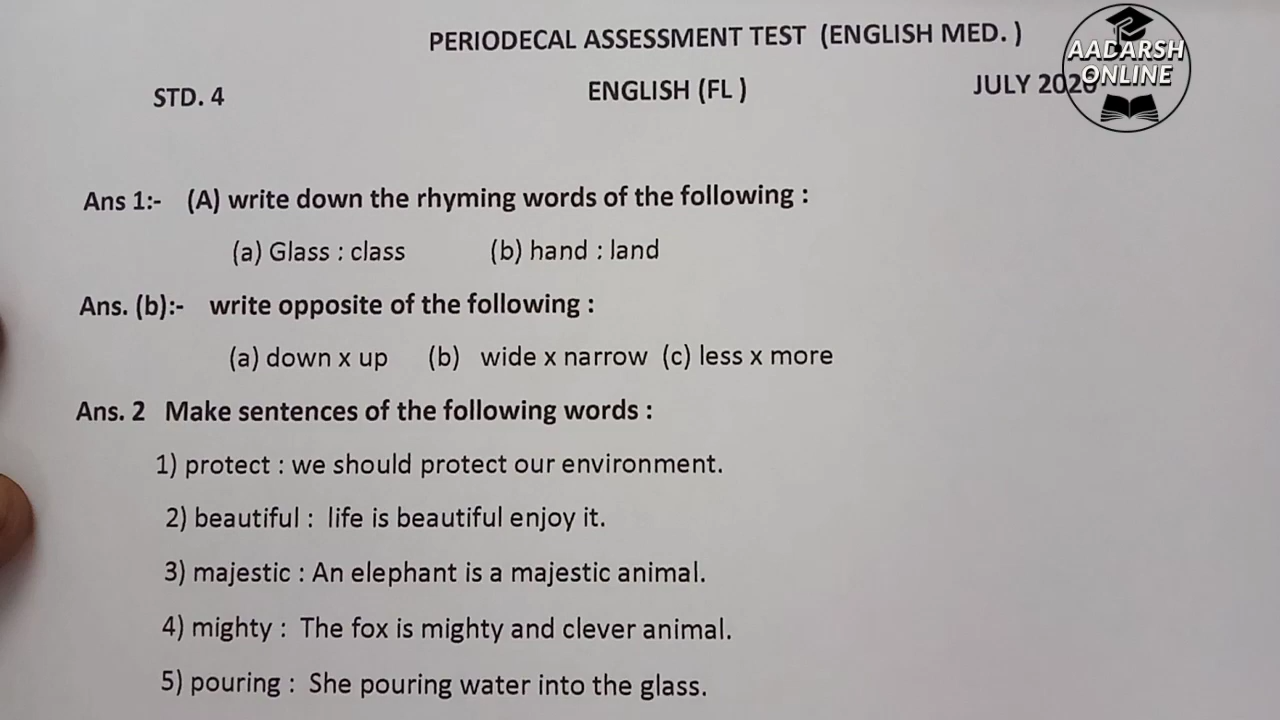 PERIODECAL ASSESSMENT TEST (ENGLISH MED. )
AADARSH
ONLINE
STD. 4 ENGLISH (FL ) JULY 2020
Ans 1:- (A) write down the rhyming words of the following :
(a) Glass : class (b) hand : land
Ans. (b):- write opposite of the following :
(a) down x up (b) wide x narrow (c) less x more
Ans. 2 Make sentences of the following words :
1) protect : we should protect our environment.
2) beautiful : life is beautiful enjoy it.
3) majestic : An elephant is a majestic animal.
4) mighty : The fox is mighty and clever animal.
5) pouring : She pouring water into the glass.